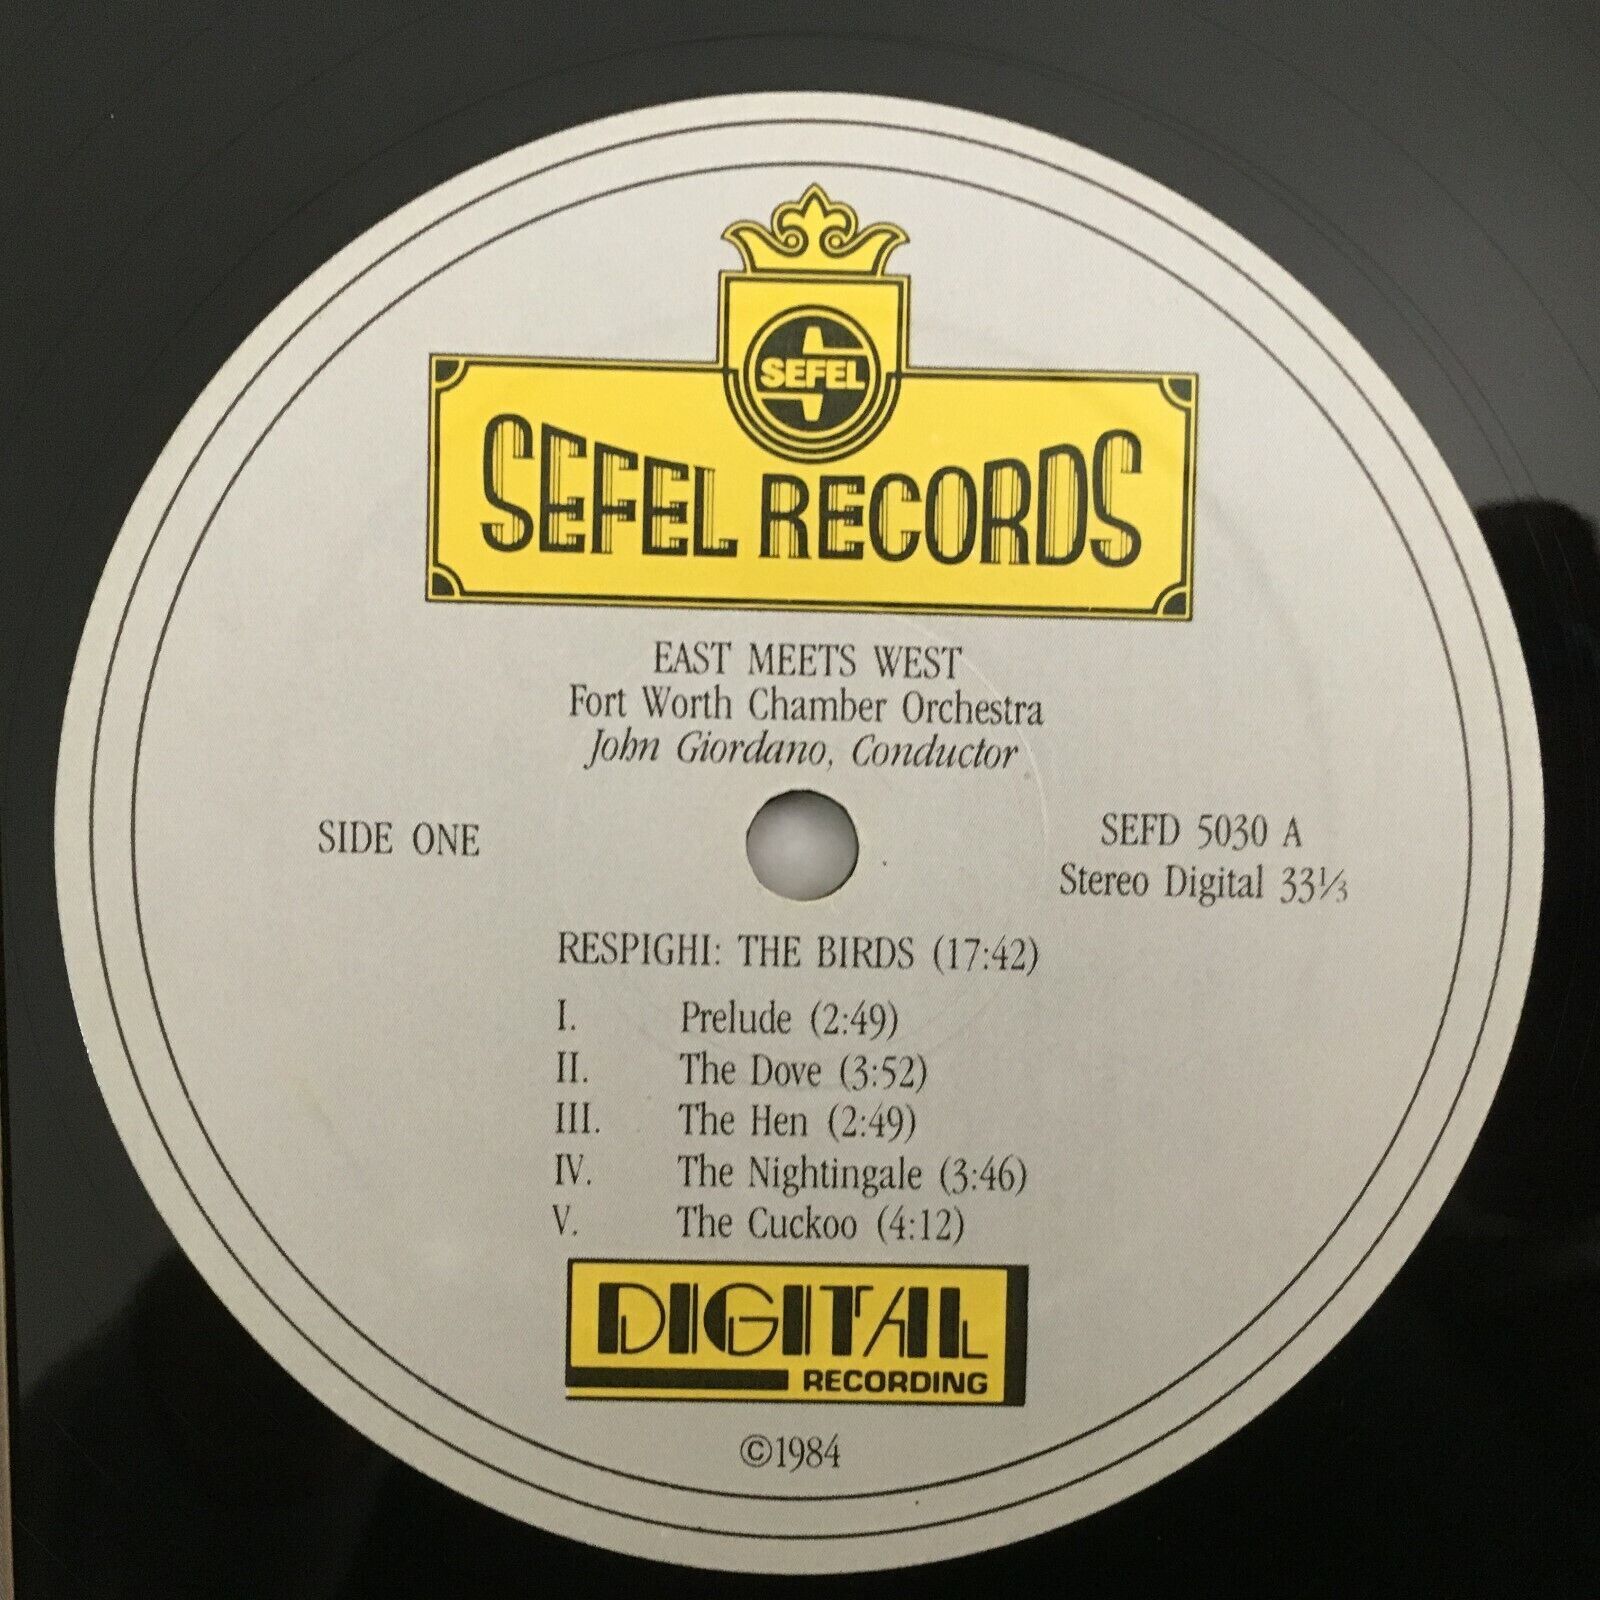 SEFEL
SEFEL RECORDS
EAST MEETS WEST
Fort Worth Chamber Orchestra
John Giordano, Conductor
SIDE ONE
SEFD 5030 A
Stereo Digital 33⅓
RESPIGHI: THE BIRDS (17:42)
I. Prelude (2:49)
II. The Dove (3:52)
III. The Hen (2:49)
IV. The Nightingale (3:46)
V. The Cuckoo (4:12)
DIGITAL
RECORDING
©1984